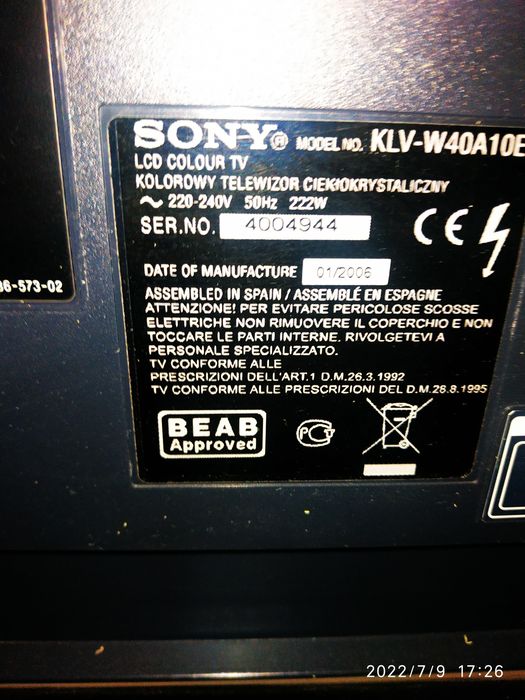 SONY® MODEL NO. KLV-W40A10E
LCD COLOUR TV
KOLOROWY TELEWIZOR CIEKŁOKRYSTALICZNY
~ 220-240V 50Hz 222W
SER.NO. 4004944
CE
36-573-02
DATE OF MANUFACTURE 01/2006
ASSEMBLED IN SPAIN / ASSEMBLÉ EN ESPAGNE
ATTENZIONE! PER EVITARE PERICOLOSE SCOSSE
ELETTRICHE NON RIMUOVERE IL COPERCHIO E NON
TOCCARE LE PARTI INTERNE. RIVOLGETEVI A
PERSONALE SPECIALIZZATO.
TV CONFORME ALLE
PRESCRIZIONI DELL'ART.1 D.M.26.3.1992
TV CONFORME ALLE PRESCRIZIONI DEL D.M.26.8.1995
BEAB
Approved
2022/7/9 17:26